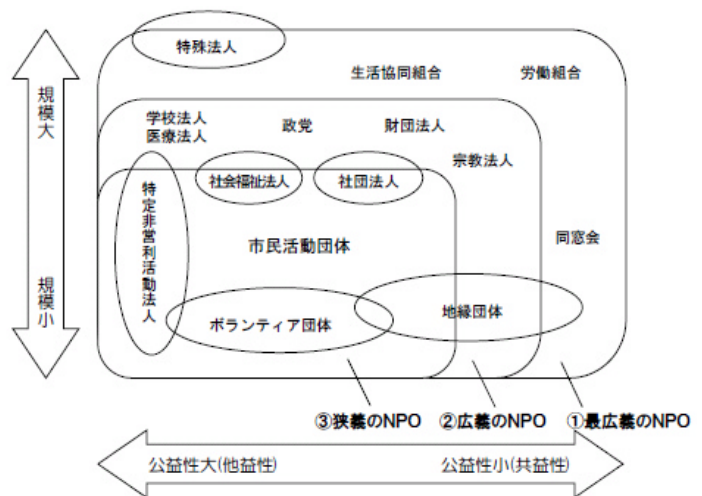 特殊法人
生活協同組合
労働組合
規模大
学校法人
医療法人
政党
財団法人
宗教法人
社会福祉法人
社団法人
特定非営利活動法人
市民活動団体
同窓会
規模小
ボランティア団体
地縁団体
③狭義のNPO
②広義のNPO
①最広義のNPO
公益性大(他益性)
公益性小(共益性)